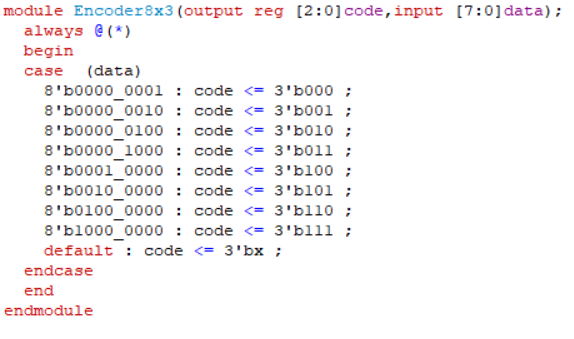 module Encoder8x3(output reg [2:0]code,input [7:0]data);
always @(*)
begin
case (data)
8'b0000_0001 : code <= 3'b000 ;
8'b0000_0010 : code <= 3'b001 ;
8'b0000_0100 : code <= 3'b010 ;
8'b0000_1000 : code <= 3'b011 ;
8'b0001_0000 : code <= 3'b100 ;
8'b0010_0000 : code <= 3'b101 ;
8'b0100_0000 : code <= 3'b110 ;
8'b1000_0000 : code <= 3'b111 ;
default : code <= 3'bx ;
endcase
end
endmodule